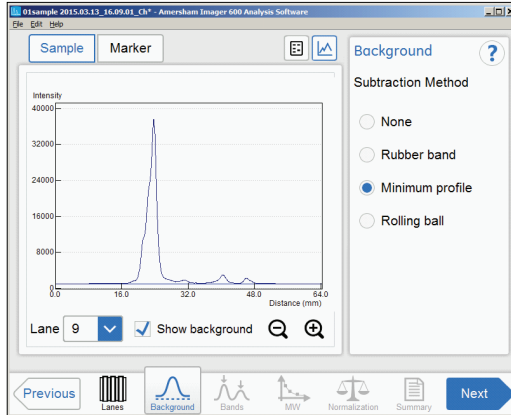 01sample 2015.03.13_16.09.01_Ch* - Amersham Imager 600 Analysis Software
File Edit Help
Sample Marker
Background ?
Subtraction Method
None
Rubber band
Minimum profile
Rolling ball
Intensity
40000
32000
24000
16000
8000
0
0.0 16.0 32.0 48.0 64.0
Distance (mm)
Lane 9 Show background
Previous Lanes Background Bands MW Normalization Summary Next